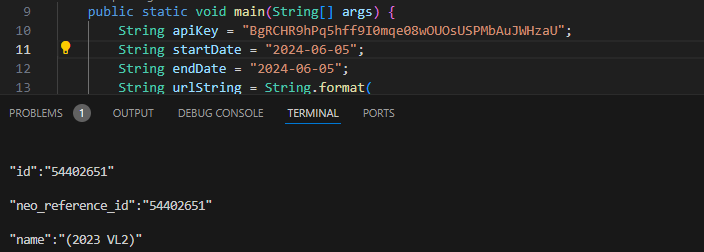 9 public static void main(String[] args) {
10 String apiKey = "BgRCHR9hPq5hff9I0mqe08wOUOsUSPMbAuJWHzaU";
11 String startDate = "2024-06-05";
12 String endDate = "2024-06-05";
13 String urlString = String.format(
PROBLEMS 1 OUTPUT DEBUG CONSOLE TERMINAL PORTS
"id":"54402651"
"neo_reference_id":"54402651"
"name":"(2023 VL2)"